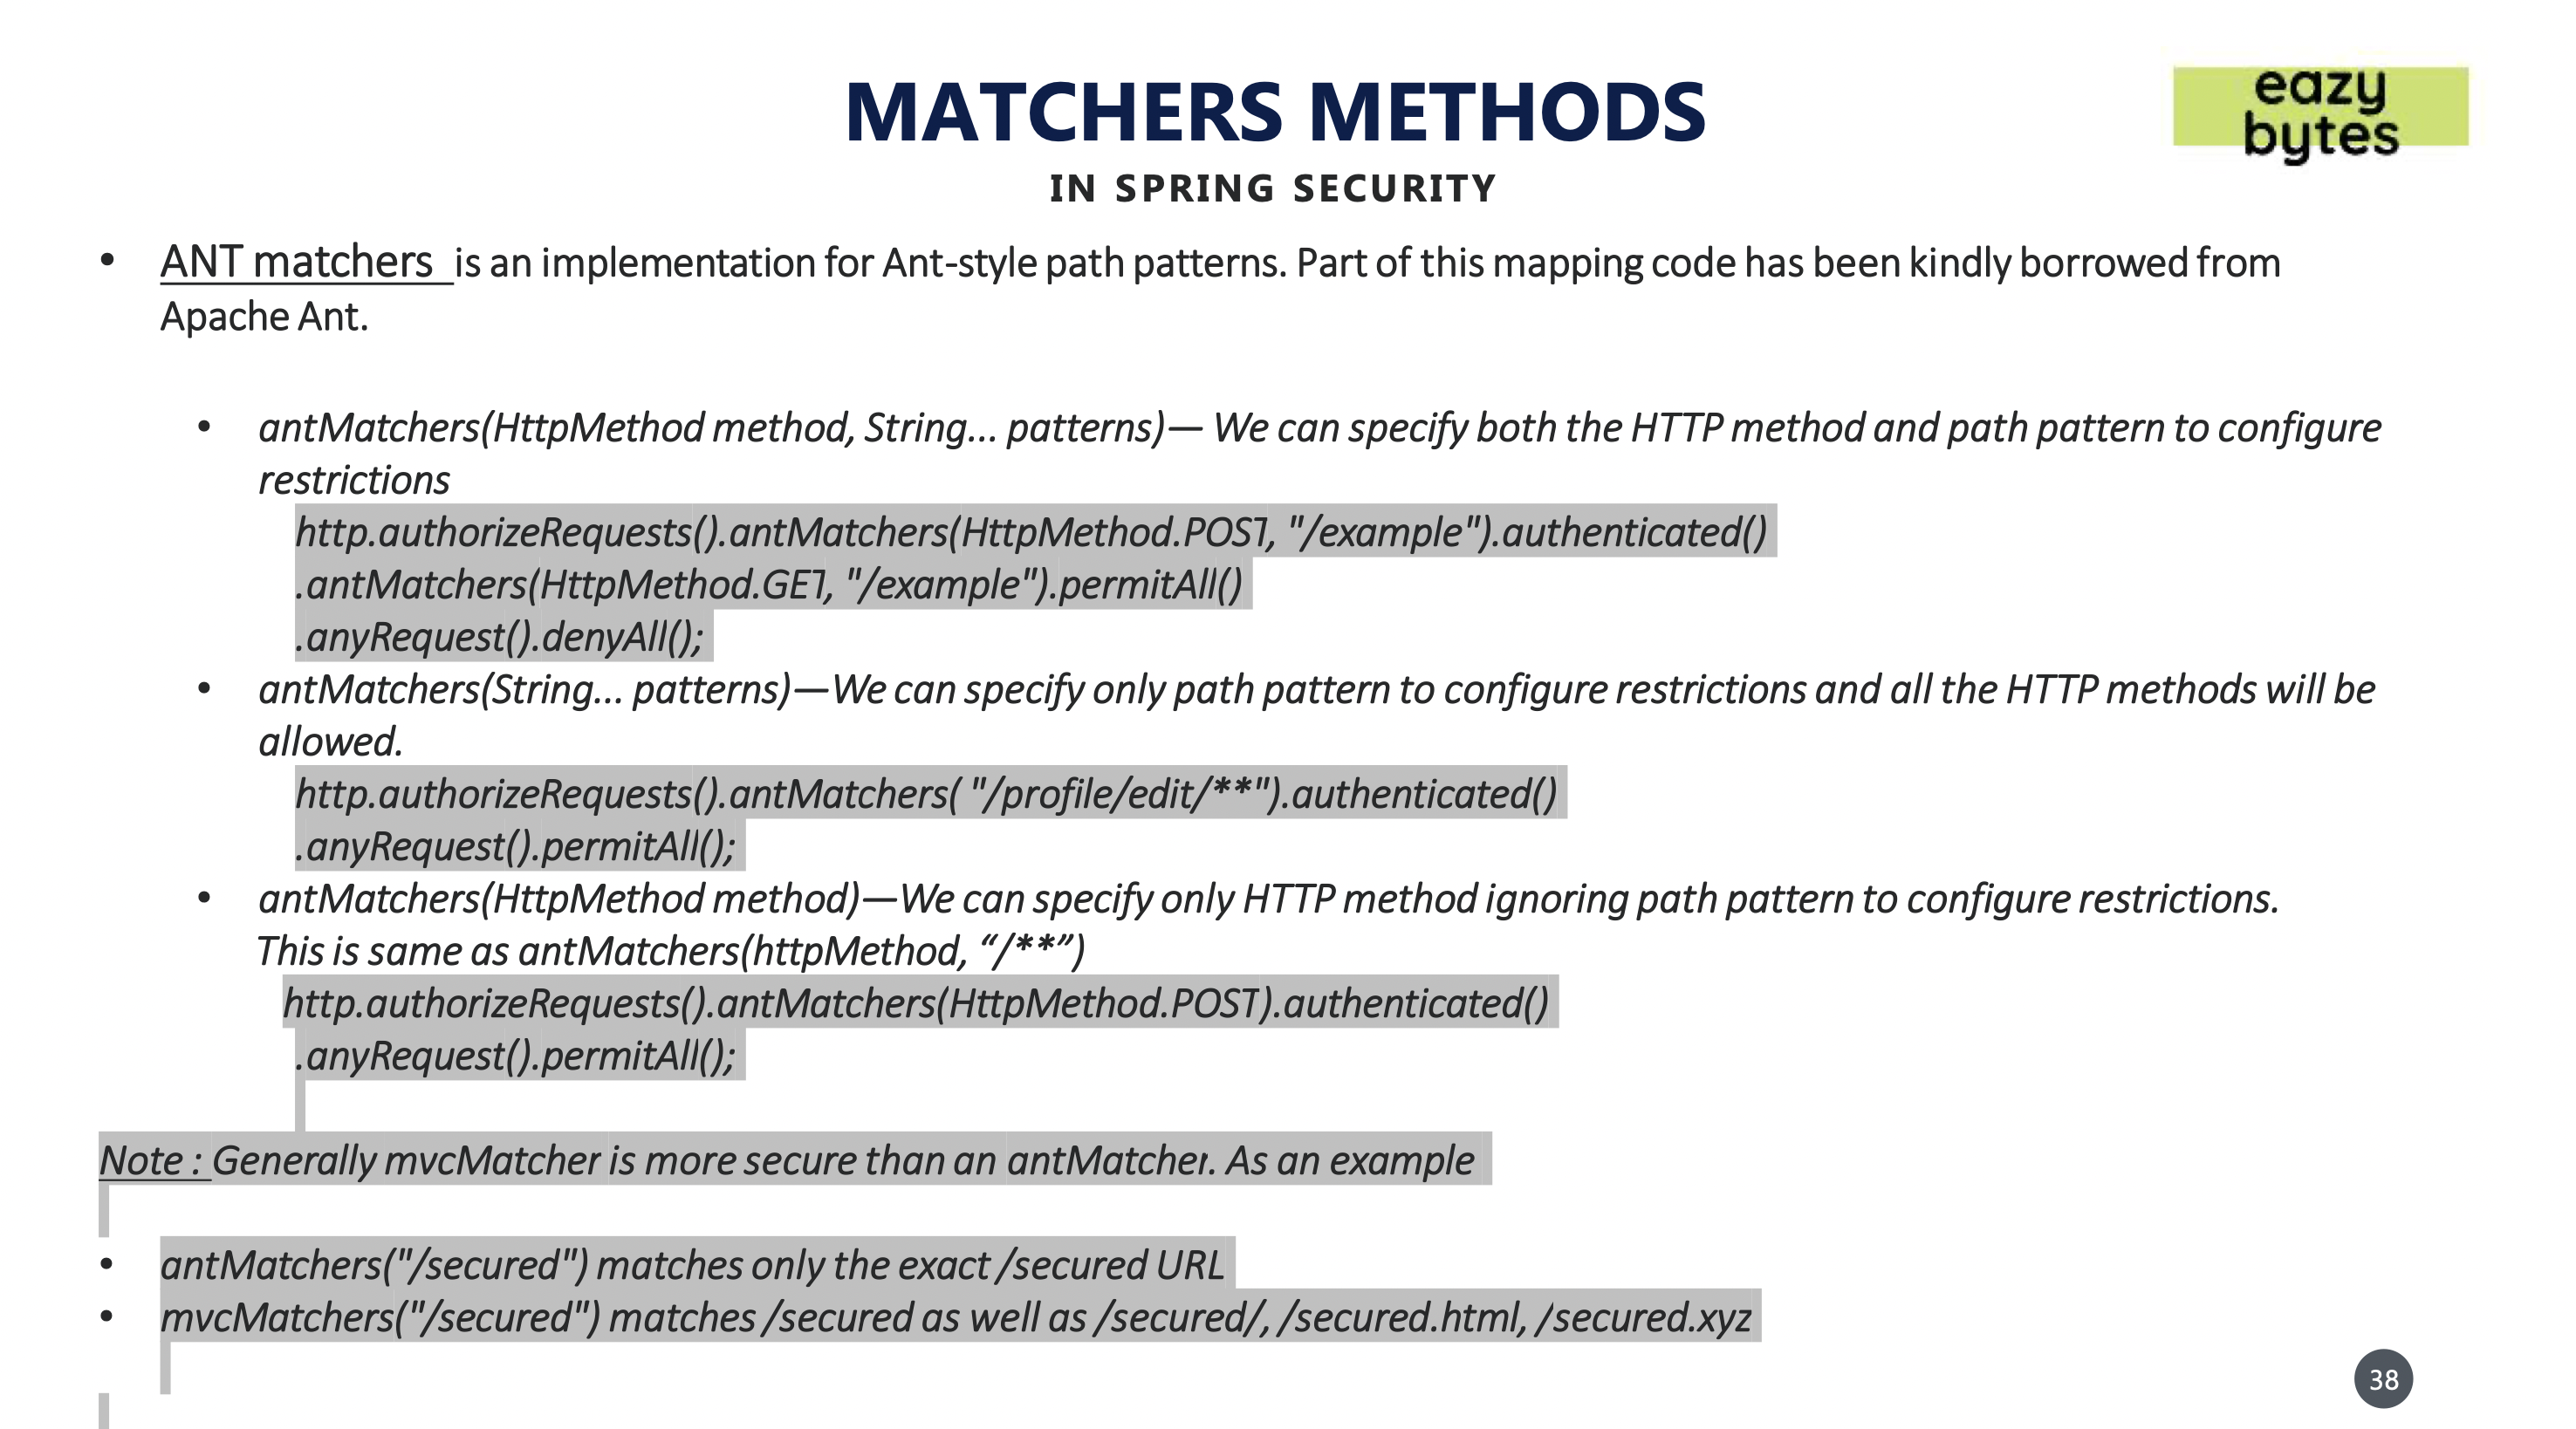 MATCHERS METHODS
eazy
bytes
IN SPRING SECURITY
• ANT matchers is an implementation for Ant-style path patterns. Part of this mapping code has been kindly borrowed from
Apache Ant.
• antMatchers(HttpMethod method, String... patterns)— We can specify both the HTTP method and path pattern to configure
restrictions
http.authorizeRequests().antMatchers(HttpMethod.POST, "/example").authenticated()
.antMatchers(HttpMethod.GET, "/example").permitAll()
.anyRequest().denyAll();
• antMatchers(String... patterns)—We can specify only path pattern to configure restrictions and all the HTTP methods will be
allowed.
http.authorizeRequests().antMatchers( "/profile/edit/**").authenticated()
.anyRequest().permitAll();
• antMatchers(HttpMethod method)—We can specify only HTTP method ignoring path pattern to configure restrictions.
This is same as antMatchers(httpMethod, “/**”)
http.authorizeRequests().antMatchers(HttpMethod.POST).authenticated()
.anyRequest().permitAll();
Note : Generally mvcMatcher is more secure than an antMatcher. As an example
• antMatchers("/secured") matches only the exact /secured URL
• mvcMatchers("/secured") matches /secured as well as /secured/, /secured.html, /secured.xyz
38